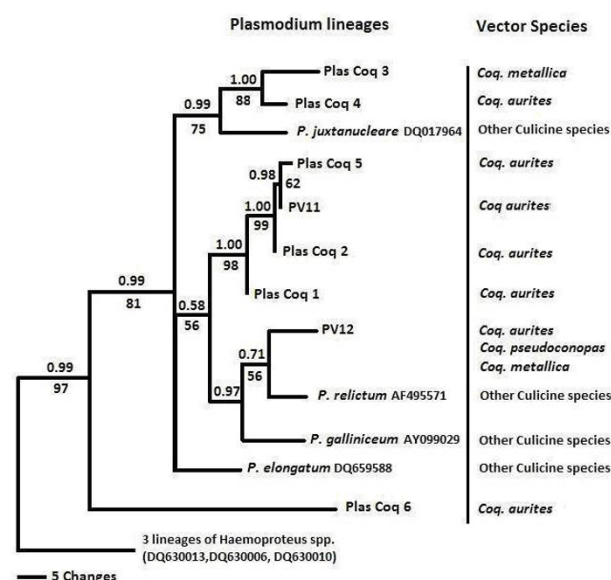 Plasmodium lineages Vector Species
Plas Coq 3 Coq. metallica
1.00
0.99 88 Plas Coq 4 Coq. aurites
75 P. juxtanucleare DQ017964 Other Culicine species
Plas Coq 5 Coq. aurites
0.98
62
1.00 PV11 Coq aurites
99
1.00 Plas Coq 2 Coq. aurites
98
0.99 Plas Coq 1 Coq. aurites
81 0.58
56 PV12 Coq. aurites
Coq. pseudoconopas
0.71 Coq. metallica
0.99 56
97 0.97 P. relictum AF495571 Other Culicine species
P. galliniceum AY099029 Other Culicine species
P. elongatum DQ659588 Other Culicine species
Plas Coq 6 Coq. aurites
3 lineages of Haemoproteus spp.
(DQ630013,DQ630006, DQ630010)
5 Changes